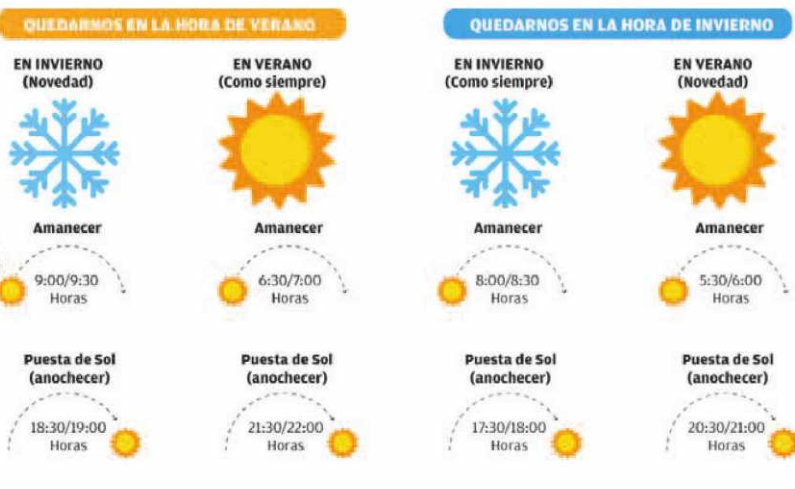 QUEDARNOS EN LA HORA DE VERANO
EN INVIERNO
(Novedad)
Amanecer
9:00/9:30
Horas
Puesta de Sol
(anochecer)
18:30/19:00
Horas
EN VERANO
(Como siempre)
Amanecer
6:30/7:00
Horas
Puesta de Sol
(anochecer)
21:30/22:00
Horas
QUEDARNOS EN LA HORA DE INVIERNO
EN INVIERNO
(Como siempre)
Amanecer
8:00/8:30
Horas
Puesta de Sol
(anochecer)
17:30/18:00
Horas
EN VERANO
(Novedad)
Amanecer
5:30/6:00
Horas
Puesta de Sol
(anochecer)
20:30/21:00
Horas